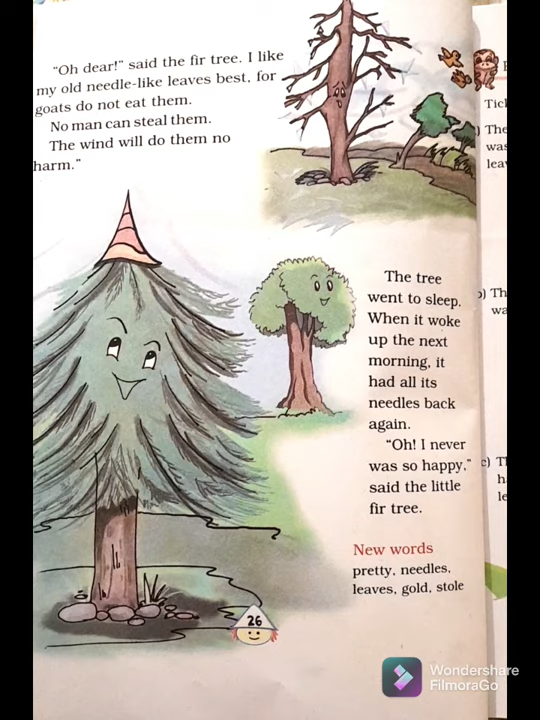 "Oh dear!" said the fir tree. I like
my old needle-like leaves best, for
goats do not eat them.
No man can steal them.
The wind will do them no
harm."
The tree
went to sleep.
When it woke
up the next
morning, it
had all its
needles back
again.
"Oh! I never
was so happy,"
said the little
fir tree.
New words
pretty, needles,
leaves, gold, stole
26
Wondershare
FilmoraGo